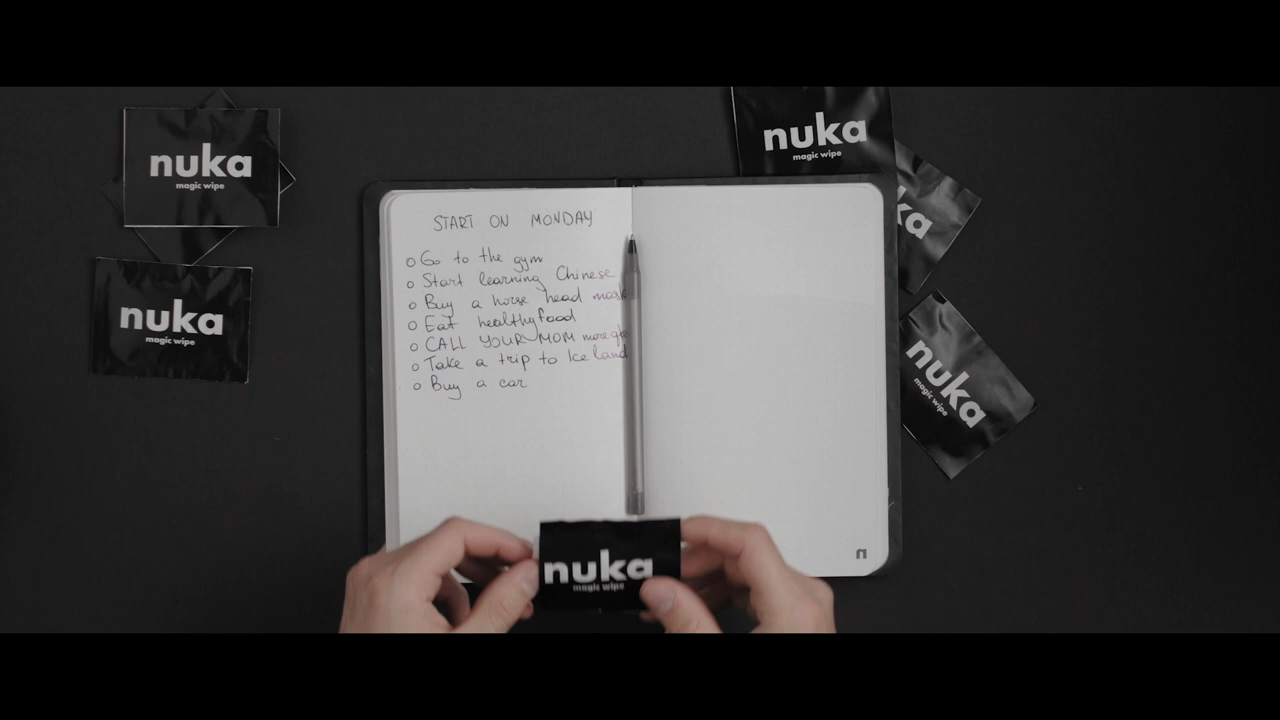 nuka
magic wipe
nuka
magic wipe
nuka
magic wipe
ka
nuka
magic wipe
START ON MONDAY
Go to the gym
Start learning Chinese
Buy a horse head mask
Eat healthy food
CALL YOUR MOM more
Take a trip to Iceland
Buy a car
n
nuka
magic wipe